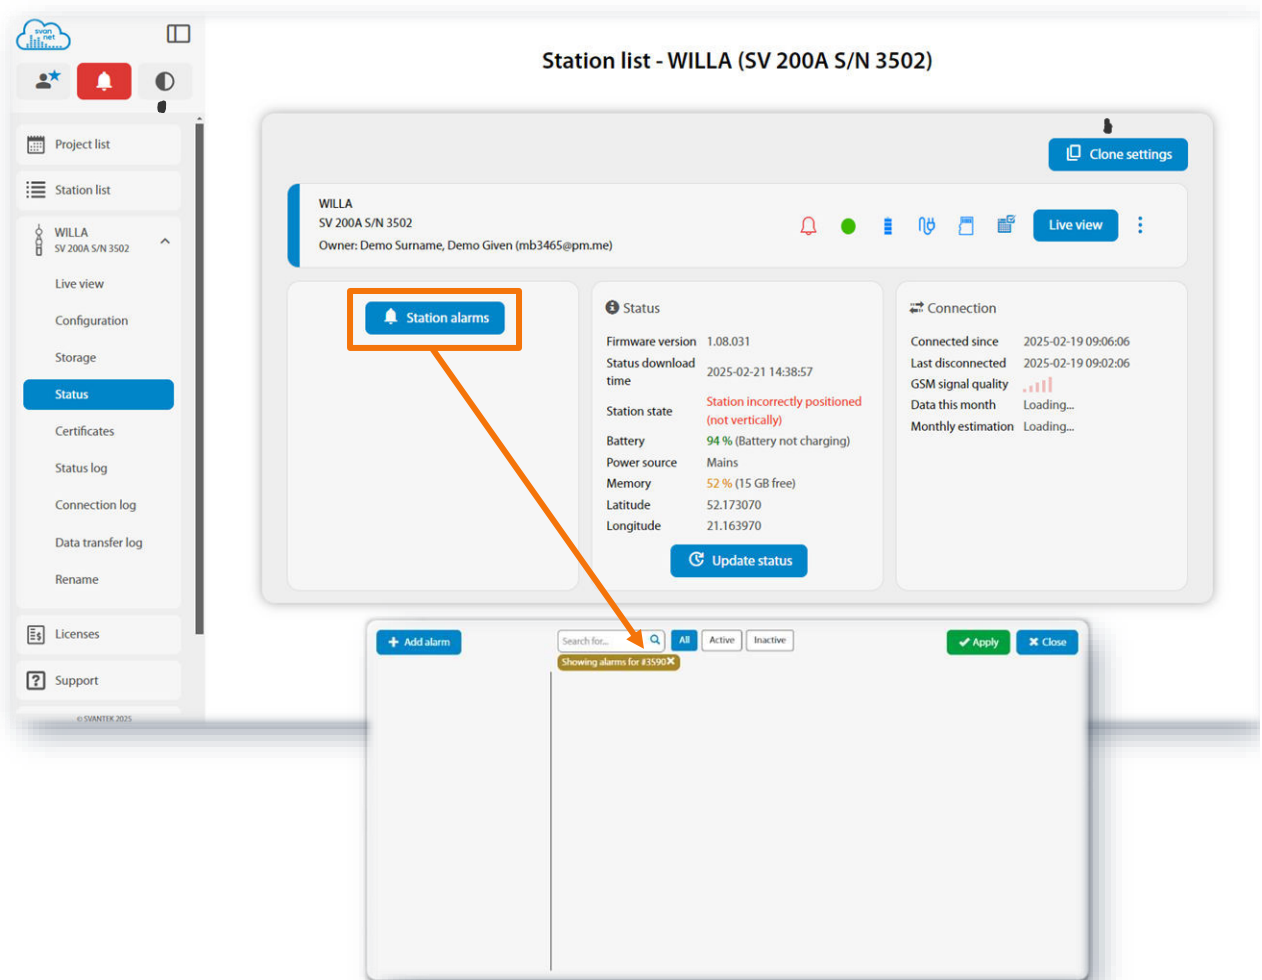 svan
net
Station list - WILLA (SV 200A S/N 3502)
Project list
Station list
WILLA
SV 200A S/N 3502
Live view
Configuration
Storage
Status
Certificates
Status log
Connection log
Data transfer log
Rename
Licenses
Support
© SVANTEK 2025
Clone settings
WILLA
SV 200A S/N 3502
Owner: Demo Surname, Demo Given (mb3465@pm.me)
Live view
Station alarms
Status
Firmware version 1.08.031
Status download time 2025-02-21 14:38:57
Station state Station incorrectly positioned (not vertically)
Battery 94 % (Battery not charging)
Power source Mains
Memory 52 % (15 GB free)
Latitude 52.173070
Longitude 21.163970
Update status
Connection
Connected since 2025-02-19 09:06:06
Last disconnected 2025-02-19 09:02:06
GSM signal quality
Data this month Loading...
Monthly estimation Loading...
+ Add alarm
Search for...
All
Active
Inactive
Apply
Close
Showing alarms for #3590